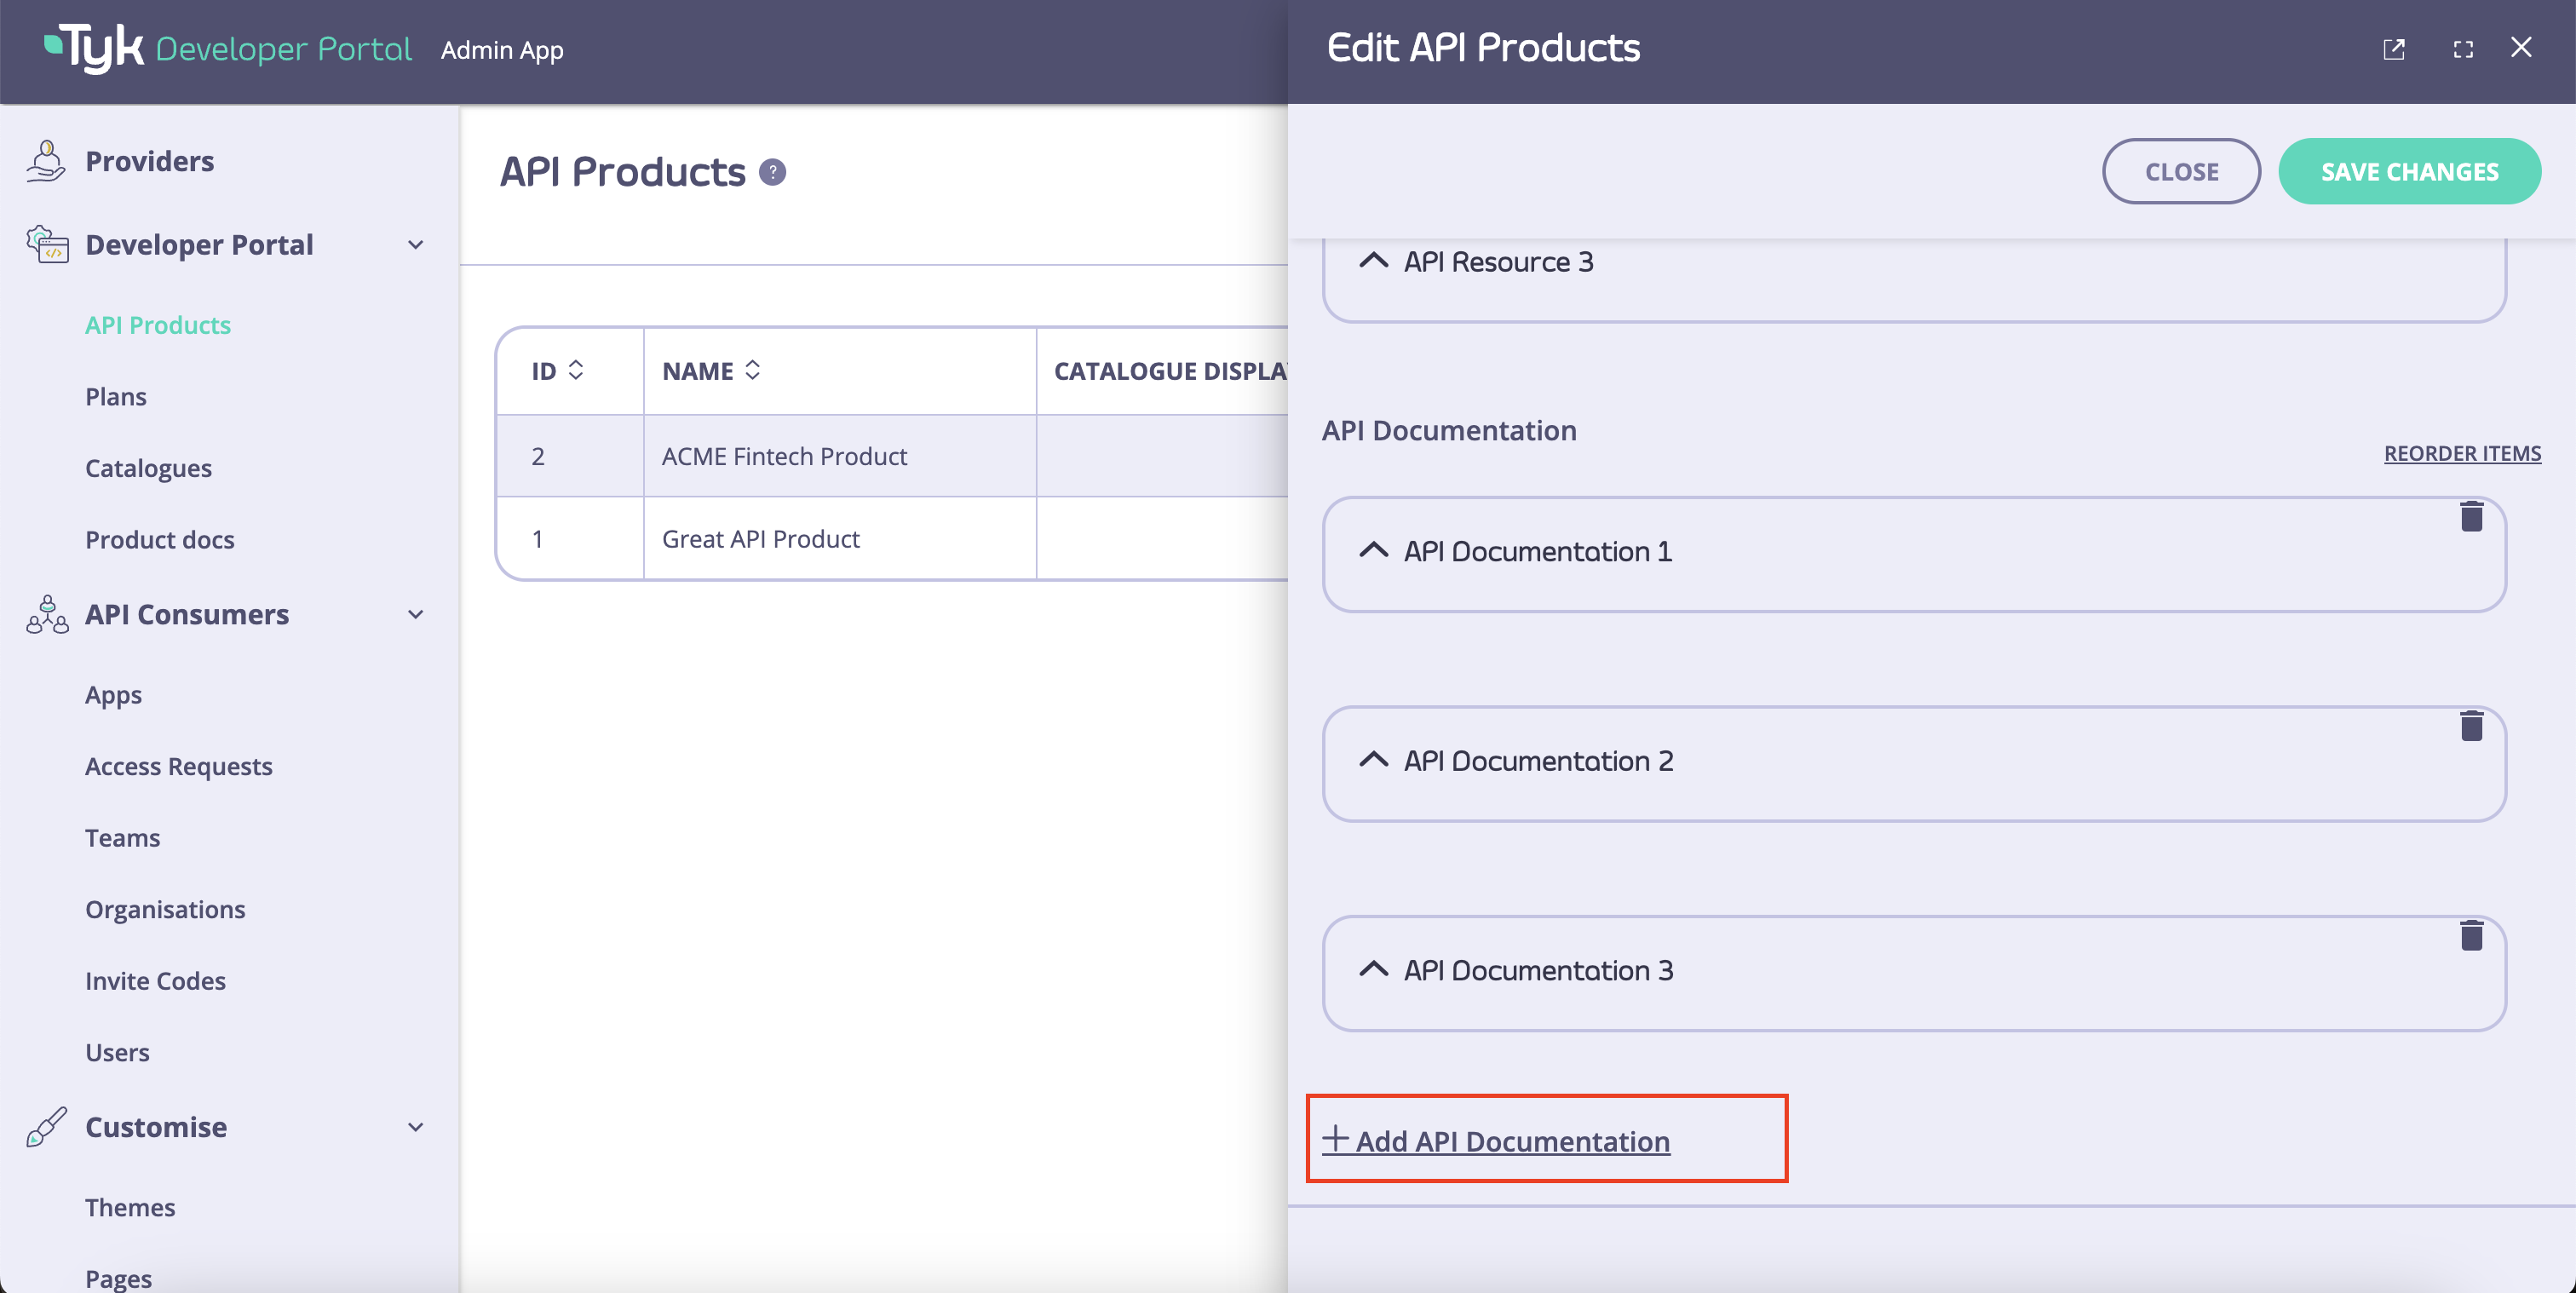 Tyk Developer Portal Admin App
Edit API Products
Providers
Developer Portal
API Products
Plans
Catalogues
Product docs
API Consumers
Apps
Access Requests
Teams
Organisations
Invite Codes
Users
Customise
Themes
Pages
API Products ?
ID NAME CATALOGUE DISPLA
2 ACME Fintech Product
1 Great API Product
CLOSE SAVE CHANGES
API Resource 3
API Documentation
REORDER ITEMS
API Documentation 1
API Documentation 2
API Documentation 3
+ Add API Documentation